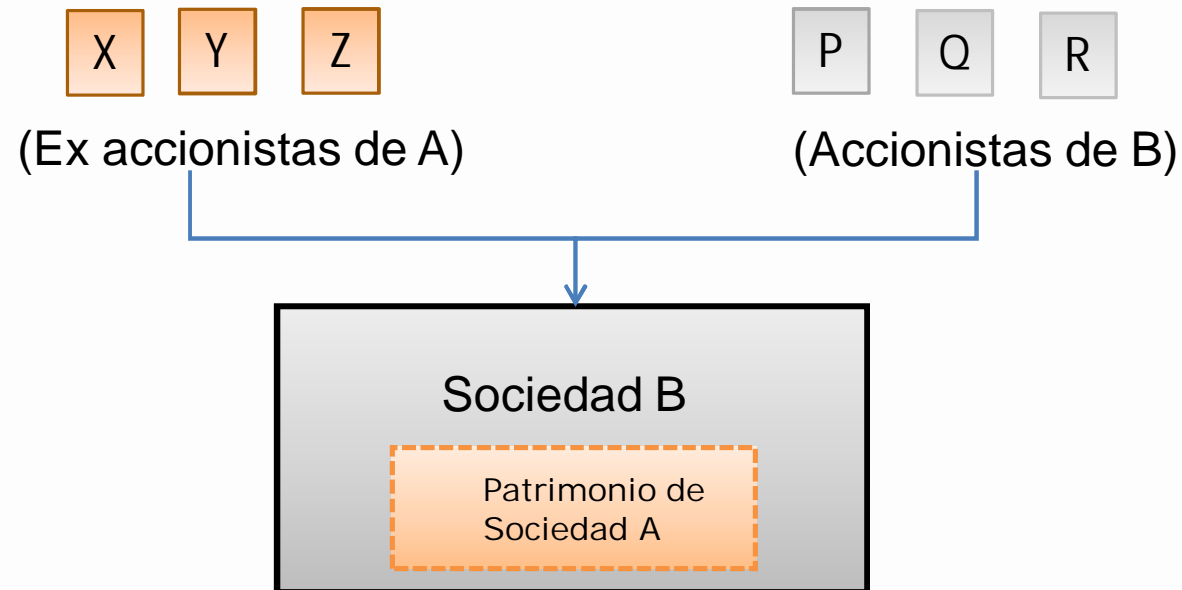 X Y Z
P Q R
(Ex accionistas de A)
(Accionistas de B)
Sociedad B
Patrimonio de
Sociedad A